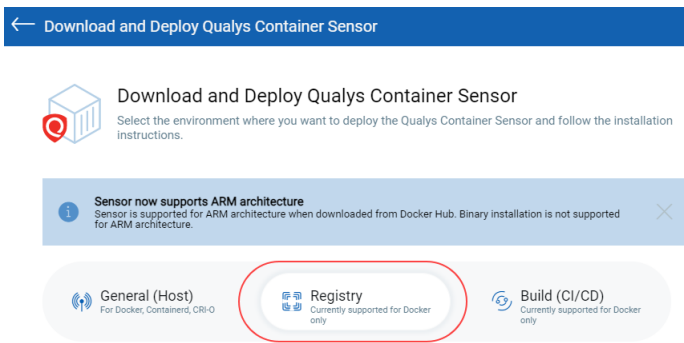 Download and Deploy Qualys Container Sensor
Download and Deploy Qualys Container Sensor
Select the environment where you want to deploy the Qualys Container Sensor and follow the installation
instructions.
Sensor now supports ARM architecture
Sensor is supported for ARM architecture when downloaded from Docker Hub. Binary installation is not supported
for ARM architecture.
General (Host)
For Docker, Containerd, CRI-O
Registry
Currently supported for Docker
only
Build (CI/CD)
Currently supported for Docker
only